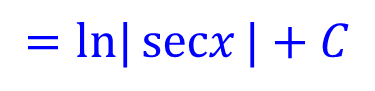 = ln| secx | + C